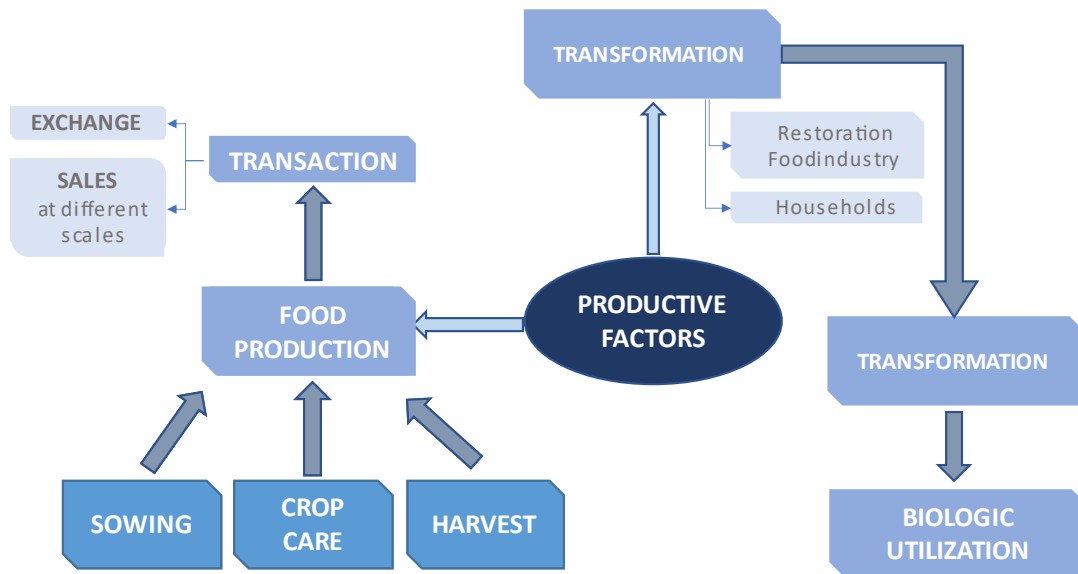 TRANSFORMATION
EXCHANGE
TRANSACTION
SALES
at different
scales
Restoration
Foodindustry
Households
FOOD
PRODUCTION
PRODUCTIVE
FACTORS
TRANSFORMATION
SOWING
CROP
CARE
HARVEST
BIOLOGIC
UTILIZATION